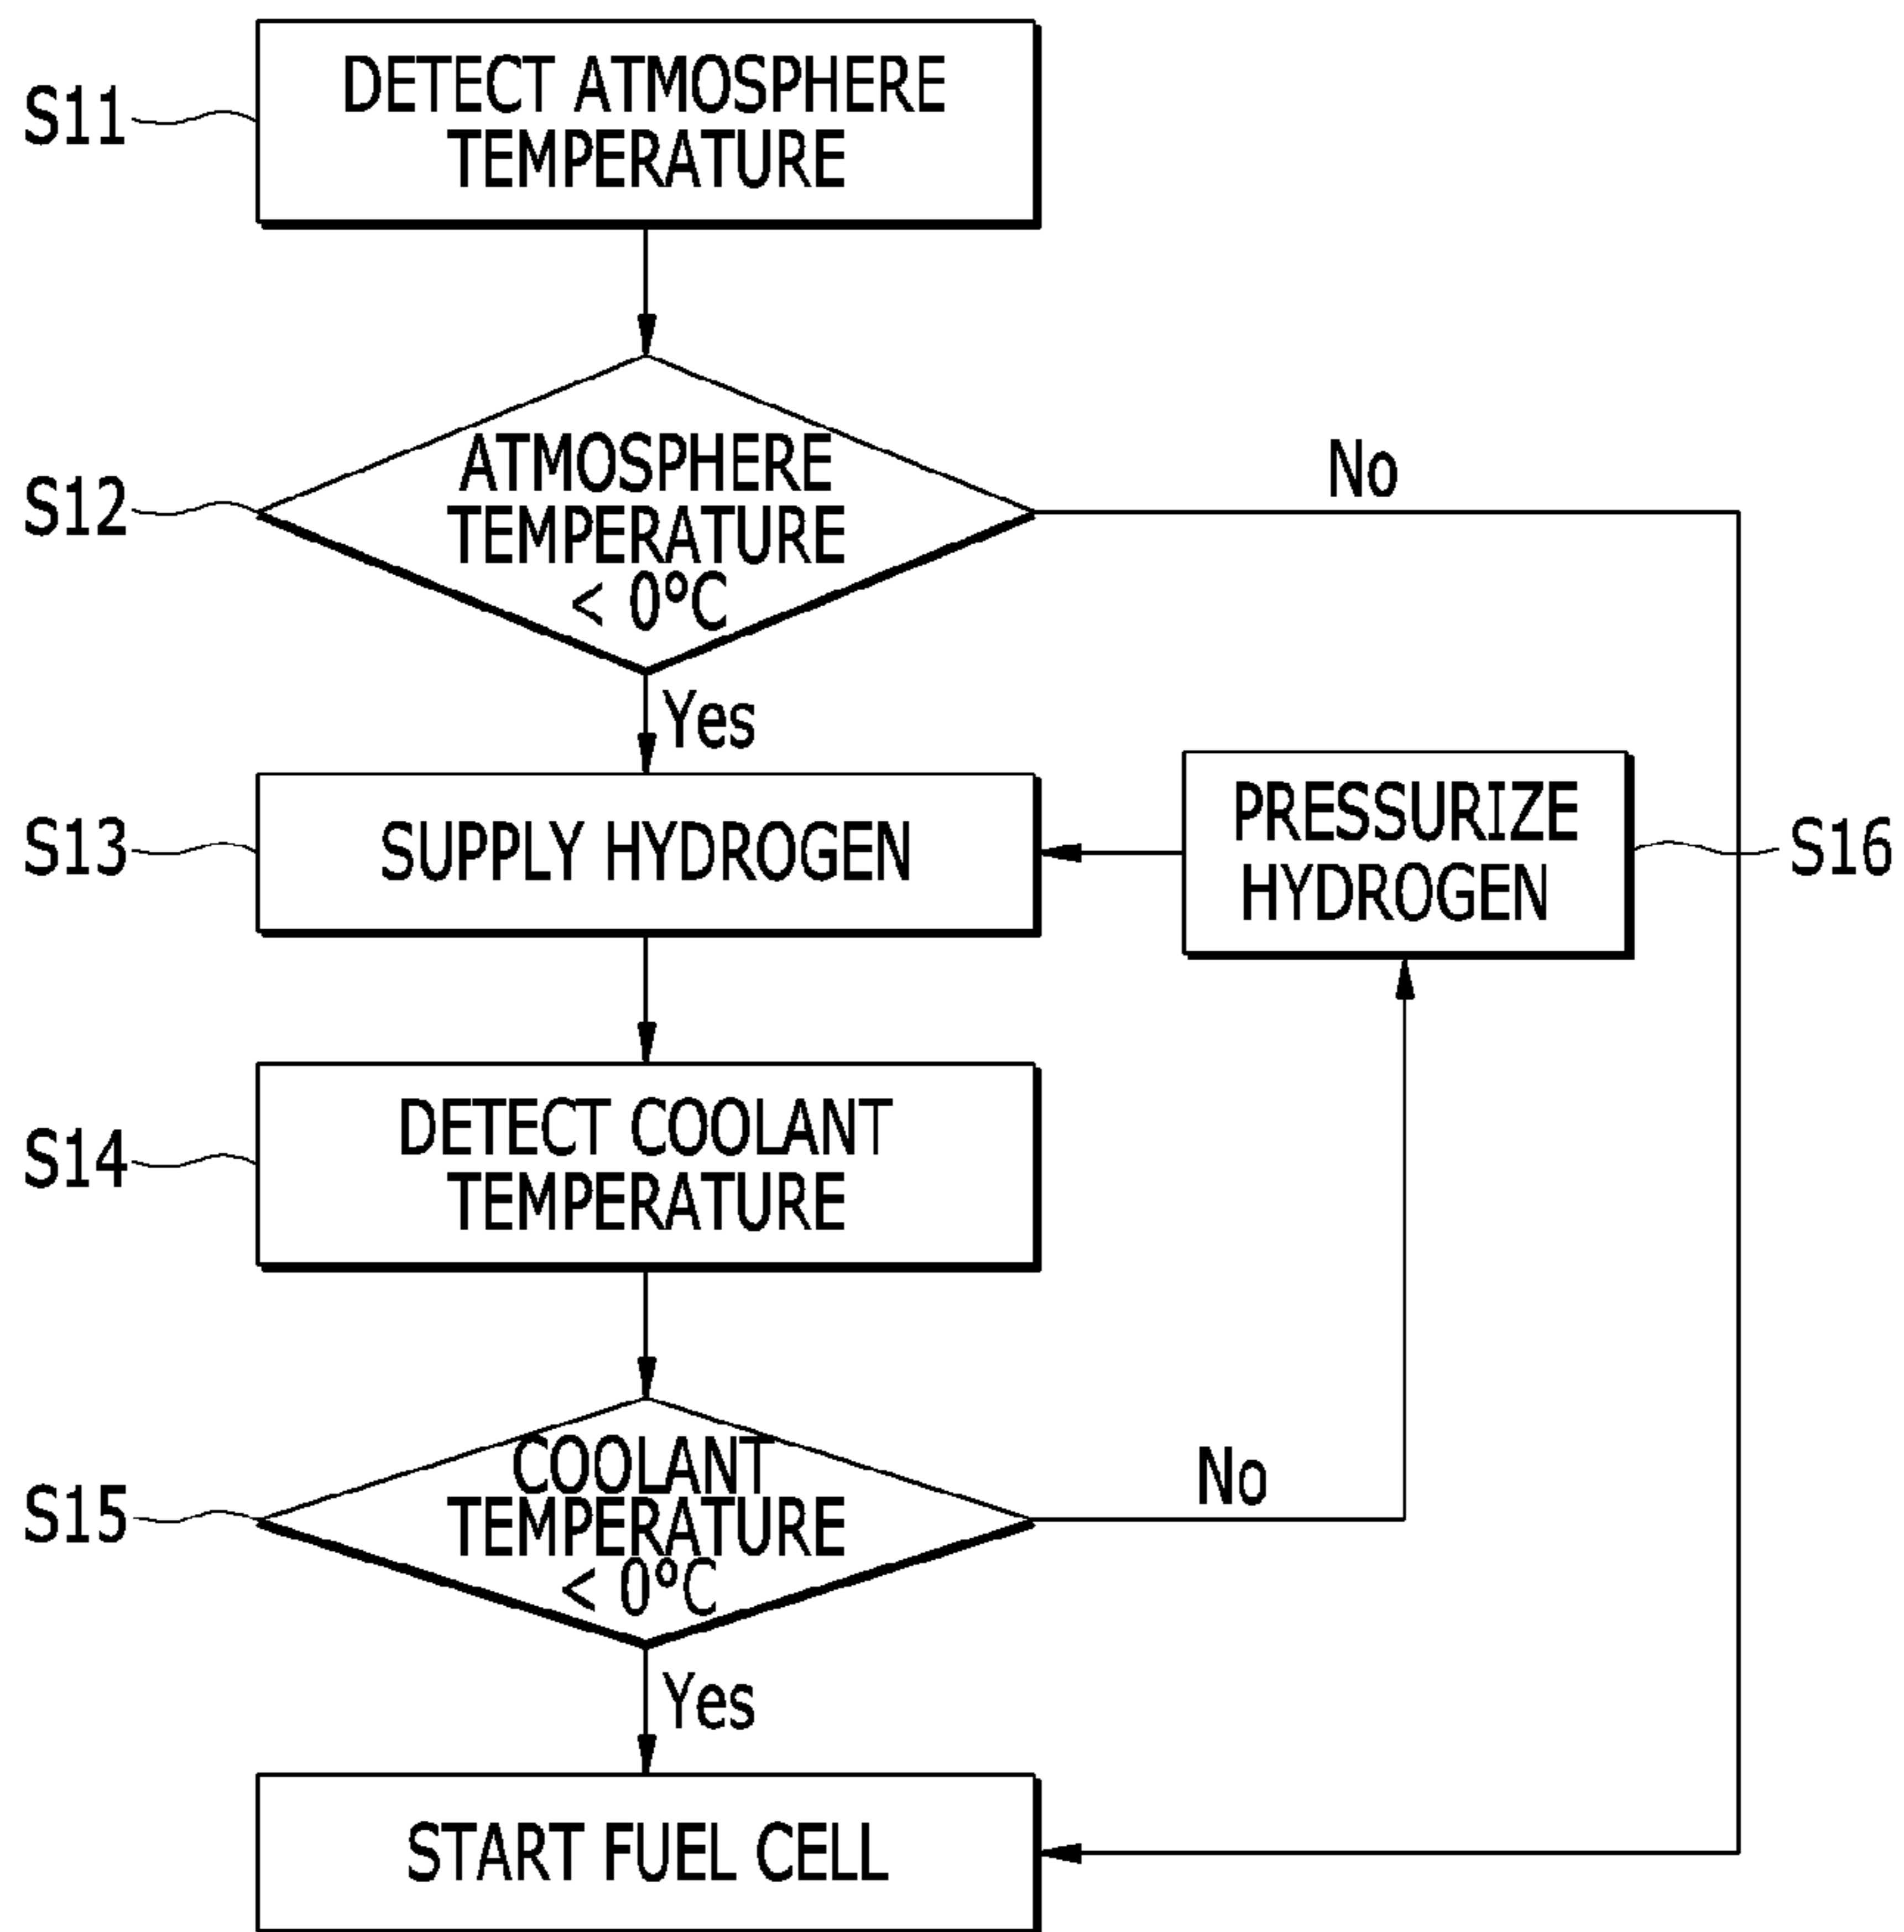 S11
DETECT ATMOSPHERE
TEMPERATURE
S12
ATMOSPHERE
TEMPERATURE
< 0°C
No
Yes
S13
SUPPLY HYDROGEN
PRESSURIZE
HYDROGEN
S16
S14
DETECT COOLANT
TEMPERATURE
S15
COOLANT
TEMPERATURE
< 0°C
No
Yes
START FUEL CELL